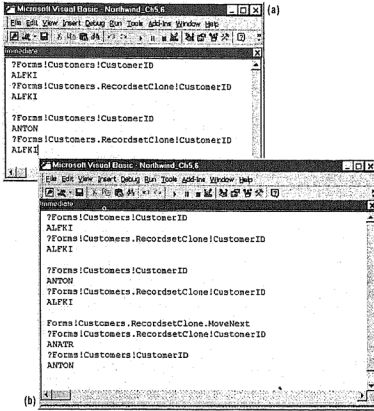 Microsoft Visual Basic - Northwind_Ch5,6
(a)
File Edit View Insert Debug Run Tools Add-Ins Window Help
Immediate
?Forms!Customers!CustomerID
ALFKI
?Forms!Customers.RecordsetClone!CustomerID
ALFKI
?Forms!Customers!CustomerID
ANTON
?Forms!Customers.RecordsetClone!CustomerID
ALFKI
Microsoft Visual Basic - Northwind_Ch5,6
File Edit View Insert Debug Run Tools Add-Ins Window Help
Immediate
?Forms!Customers!CustomerID
ALFKI
?Forms!Customers.RecordsetClone!CustomerID
ALFKI
?Forms!Customers!CustomerID
ANTON
?Forms!Customers.RecordsetClone!CustomerID
ALFKI
Forms!Customers.RecordsetClone.MoveNext
?Forms!Customers.RecordsetClone!CustomerID
ANATR
?Forms!Customers!CustomerID
ANTON
(b)